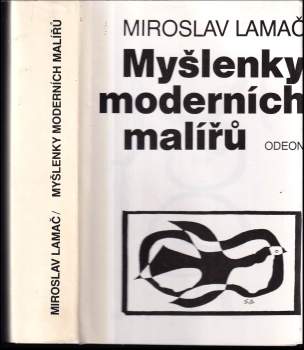 MIROSLAV LAMAČ/ MYŠLENKY MODERNÍCH MALÍŘŮ
MIROSLAV LAMAČ
Myšlenky
moderních
malířů
ODEON